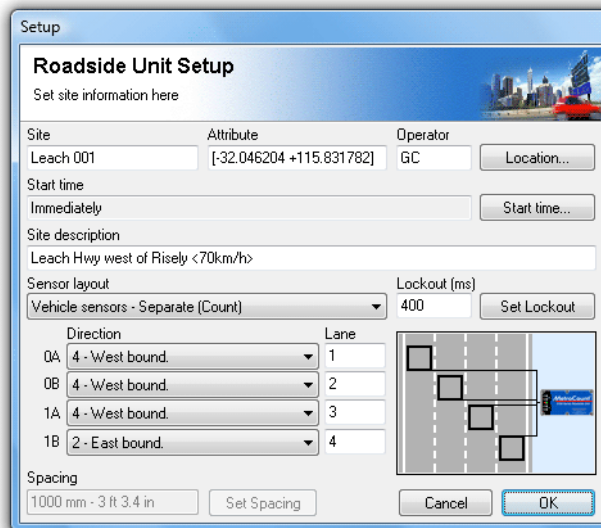 Setup
Roadside Unit Setup
Set site information here
Site Attribute Operator
Leach 001 [-32.046204 +115.831782] GC Location...
Start time
Immediately Start time...
Site description
Leach Hwy west of Risely <70km/h>
Sensor layout Lockout (ms)
Vehicle sensors - Separate (Count) 400 Set Lockout
Direction Lane
0A 4 - West bound. 1
0B 4 - West bound. 2
1A 4 - West bound. 3
1B 2 - East bound. 4
MetroCount
Spacing
1000 mm - 3 ft 3.4 in Set Spacing Cancel OK